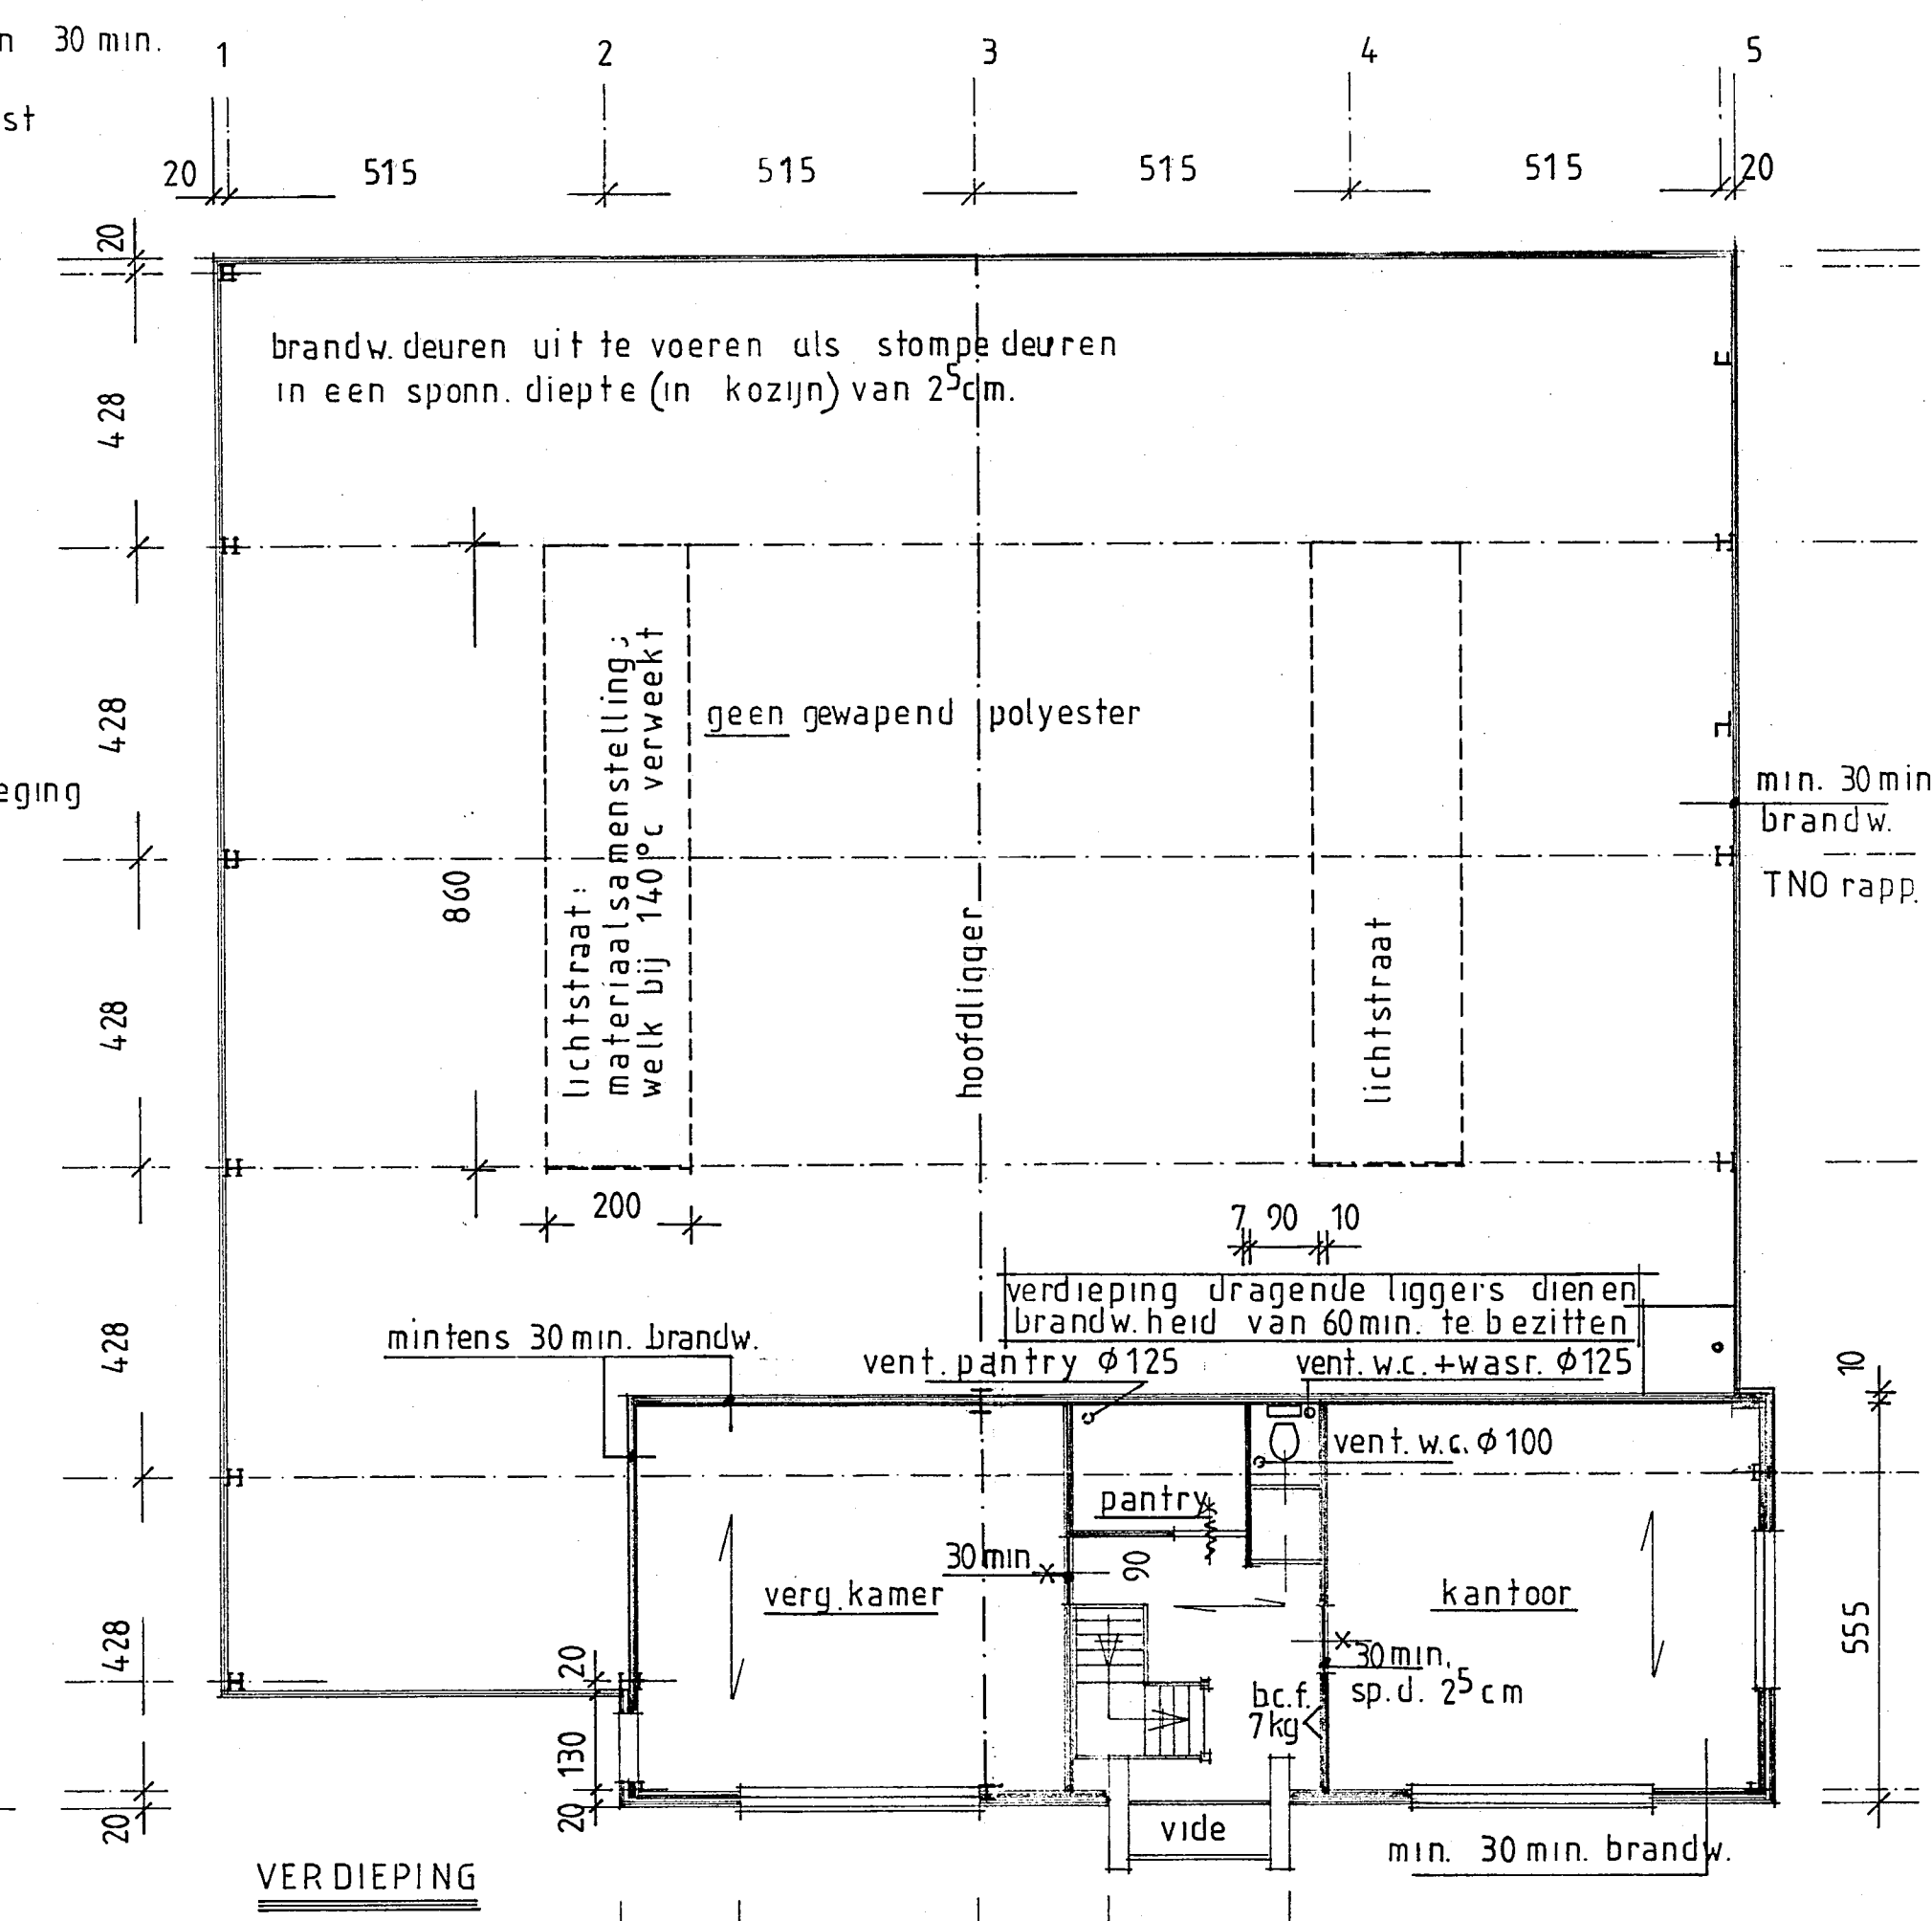 n 30 min.
1
2
3
4
5
st
20
515
515
515
515
20
20
brandw. deuren uit te voeren als stompe deuren
in een sponn. diepte (in kozijn) van 2⁵cm.
428
428
geen gewapend polyester
eging
min. 30 min
brandw.
TNO rapp.
860
lichtstraat:
materiaalsamenstelling;
welk bij 140°c verweekt
hoofdligger
lichtstraat
428
200
7 90 10
verdieping dragende liggers dienen
brandw.heid van 60min. te bezitten
mintens 30 min. brandw.
vent. pantry Φ 125
vent. w.c. +wasr. Φ125
428
10
vent. w.c. Φ 100
pantry
30 min
90
verg. kamer
kantoor
555
428
20
30 min.
sp.d. 2⁵ cm
b.c.f.
7kg
130
20
20
vide
min. 30 min. brandw.
VERDIEPING